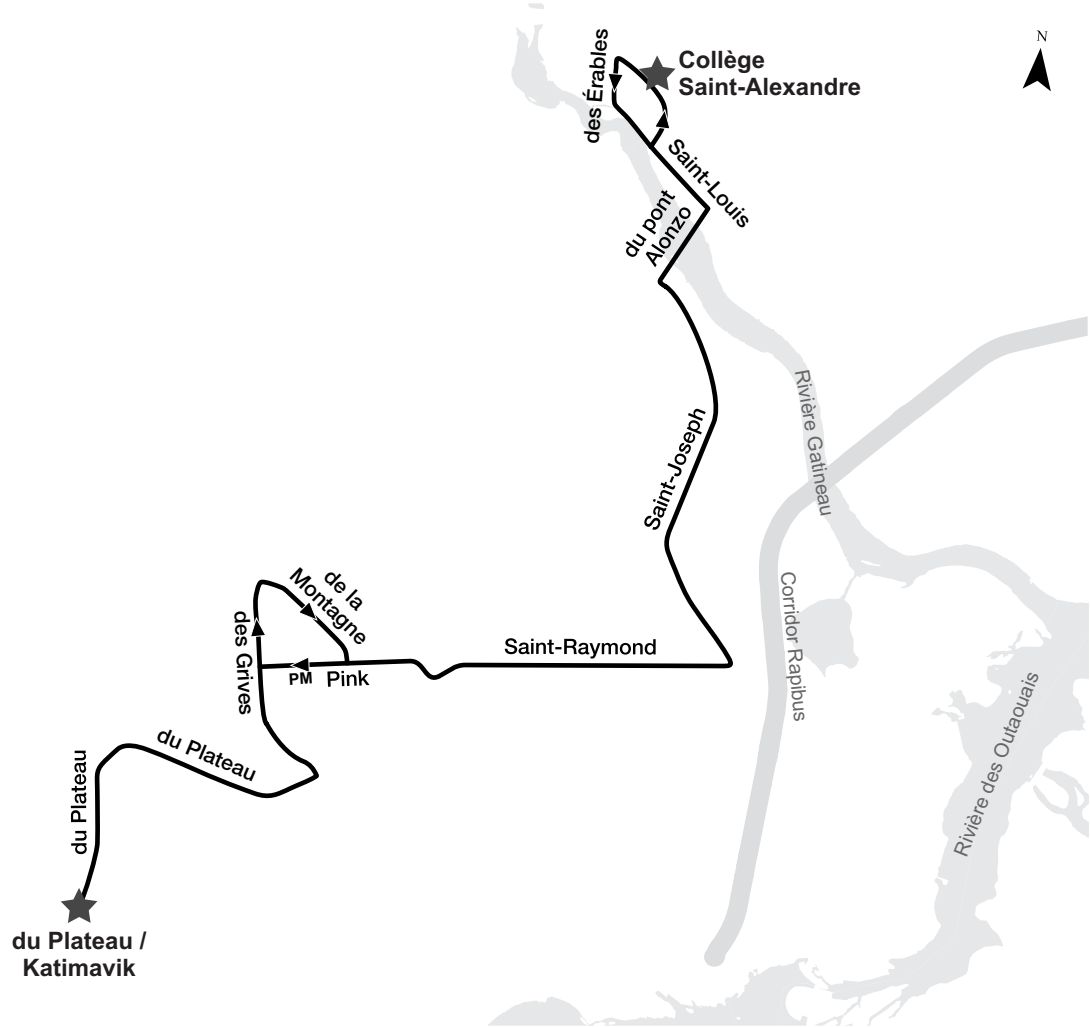 N
des Érables
Collège
Saint-Alexandre
Saint-Louis
du pont
Alonzo
Rivière Gatineau
Saint-Joseph
de la
Montagne
des Grives
Saint-Raymond
PM
Pink
Corridor Rapibus
du Plateau
du Plateau
Rivière des Outaouais
du Plateau /
Katimavik